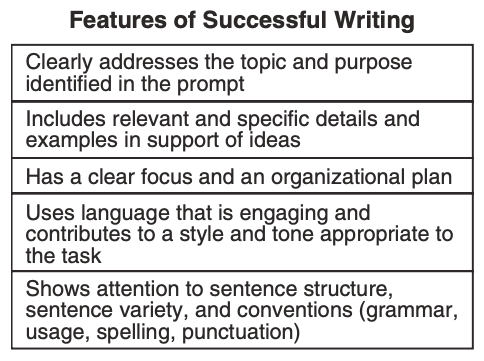 Features of Successful Writing
Clearly addresses the topic and purpose
identified in the prompt
Includes relevant and specific details and
examples in support of ideas
Has a clear focus and an organizational plan
Uses language that is engaging and
contributes to a style and tone appropriate to
the task
Shows attention to sentence structure,
sentence variety, and conventions (grammar,
usage, spelling, punctuation)